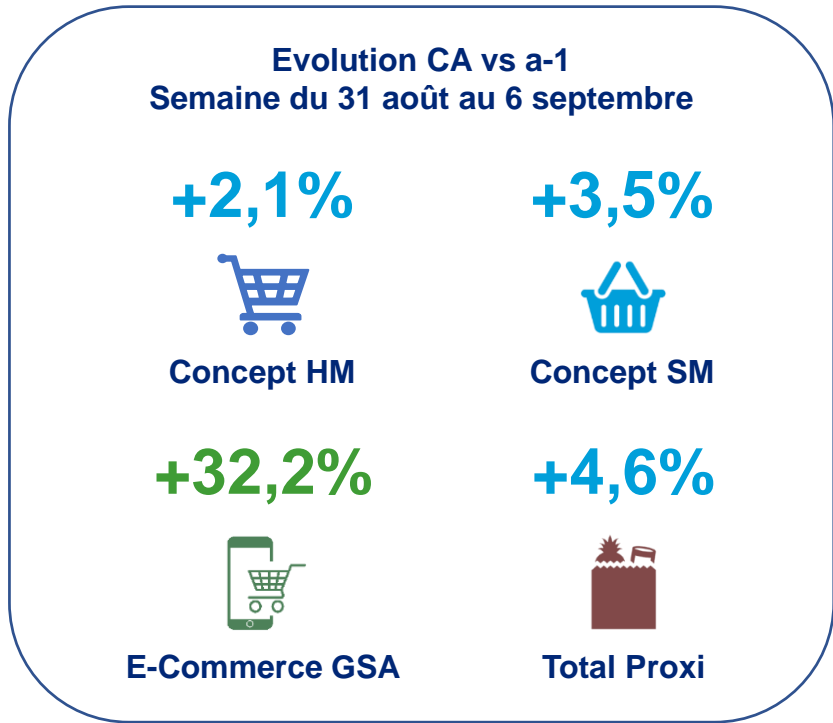 Evolution CA vs a-1
Semaine du 31 août au 6 septembre
+2,1%
+3,5%
Concept HM
Concept SM
+32,2%
+4,6%
E-Commerce GSA
Total Proxi